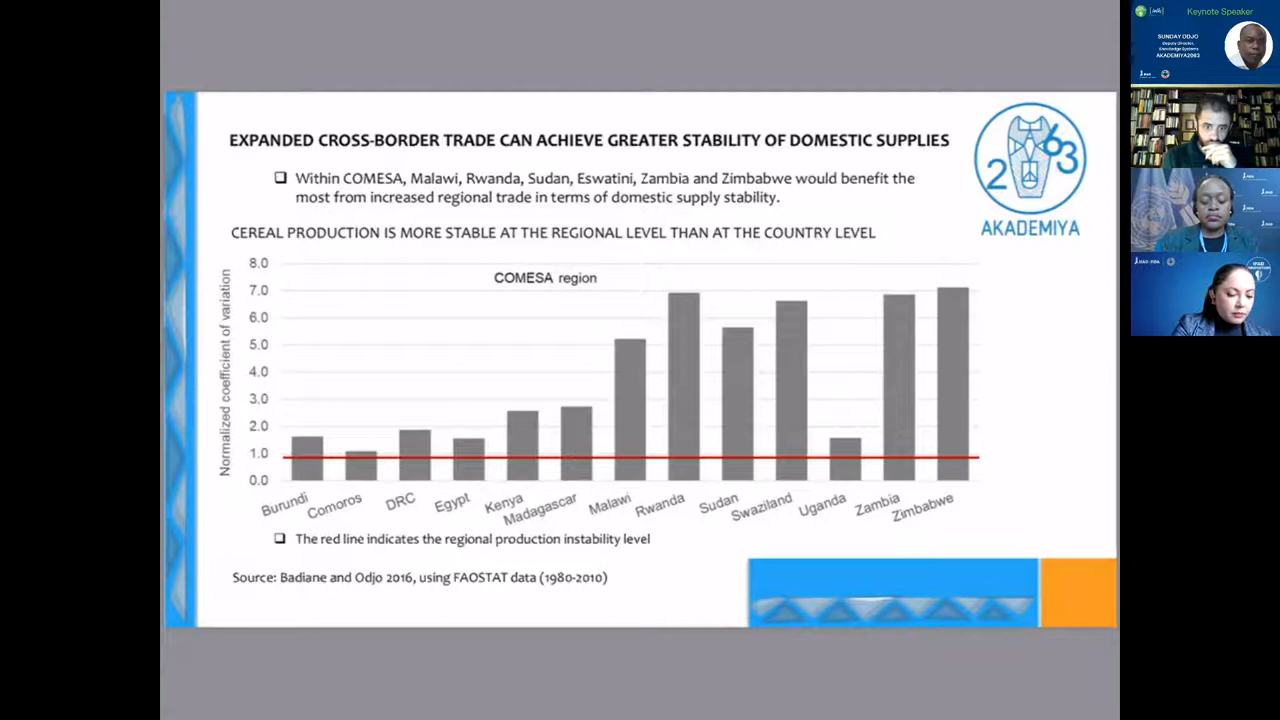 EXPANDED CROSS-BORDER TRADE CAN ACHIEVE GREATER STABILITY OF DOMESTIC SUPPLIES
Within COMESA, Malawi, Rwanda, Sudan, Eswatini, Zambia and Zimbabwe would benefit the
most from increased regional trade in terms of domestic supply stability.
2
63
AKADEMIYA
CEREAL PRODUCTION IS MORE STABLE AT THE REGIONAL LEVEL THAN AT THE COUNTRY LEVEL
COMESA region
Normalized coefficient of variation
8.0
7.0
6.0
5.0
4.0
3.0
2.0
1.0
0.0
Burundi
Comoros
DRC
Egypt
Kenya
Madagascar
Malawi
Rwanda
Sudan
Swaziland
Uganda
Zambia
Zimbabwe
The red line indicates the regional production instability level
Source: Badiane and Odjo 2016, using FAOSTAT data (1980-2010)
Keynote Speaker
SUNDAY ODJO
Deputy Director,
Knowledge Systems
AKADEMIYA2063